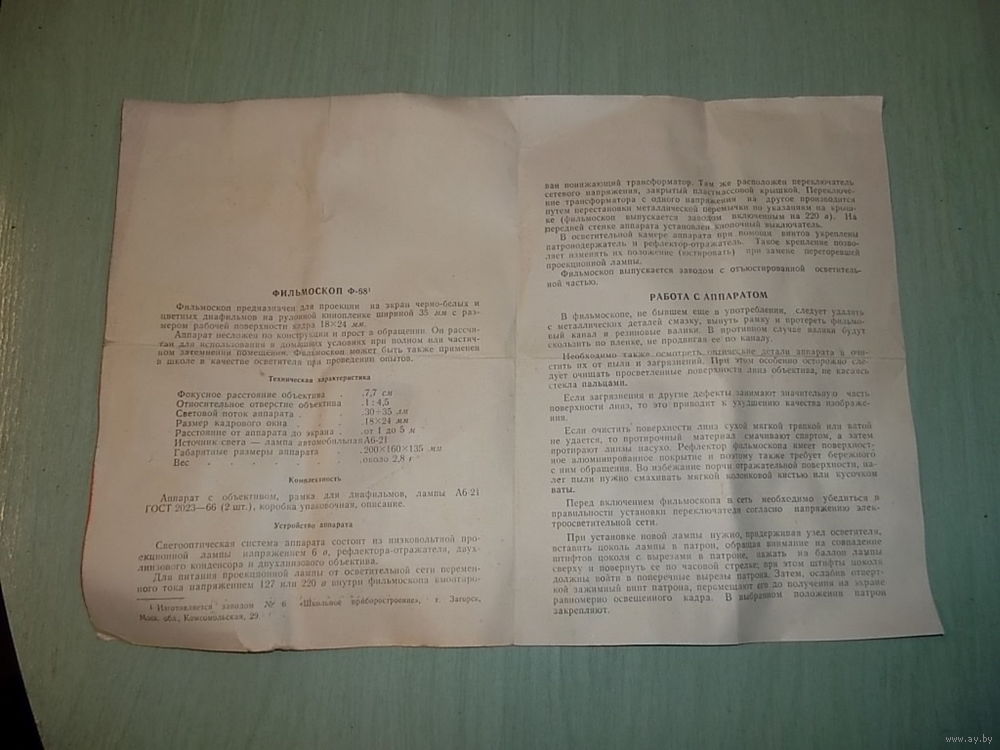 ФИЛЬМОСКОП Ф-68¹
Фильмоскоп предназначен для проекции на экран черно-белых и
цветных диафильмов на рулонной кинопленке шириной 35 мм с раз-
мером рабочей поверхности кадра 18×24 мм.
Аппарат несложен по конструкции и прост в обращении. Он рассчи-
тан для использования в домашних условиях при полном или частич-
ном затемнении помещения. Фильмоскоп может быть также применен
в школе в качестве осветителя при проведении опытов.
Техническая характеристика
Фокусное расстояние объектива . .7,7 см
Относительное отверстие объектива .1 : 4,5
Световой поток аппарата . . .30÷35 лм
Размер кадрового окна . . .18×24 мм
Расстояние от аппарата до экрана . .от 1 до 5 м
Источник света — лампа автомобильная А6-21
Габаритные размеры аппарата . .200×160×135 мм
Вес . . . . . .около 2,8 г
Комплектность
Аппарат с объективом, рамка для диафильмов, лампы А6-21
ГОСТ 2023—66 (2 шт.), коробка упаковочная, описание.
Устройство аппарата
Светооптическая система аппарата состоит из низковольтной про-
екционной лампы напряжением 6 в, рефлектора-отражателя, двух-
линзового конденсора и двухлинзового объектива.
Для питания проекционной лампы от осветительной сети перемен-
ного тока напряжением 127 или 220 в внутри фильмоскопа вмонтиро-
¹ Изготовляется заводом № 6 «Школьное приборостроение», г. Загорск,
Моск. обл., Комсомольская, 29.
ван понижающий трансформатор. Там же расположен переключатель
сетевого напряжения, закрытый пластмассовой крышкой. Переключе-
ние трансформатора с одного напряжения на другое производится
путем перестановки металлической перемычки по указаниям на крыш-
ке (фильмоскоп выпускается заводом включенным на 220 в). На
передней стенке аппарата установлен кнопочный выключатель.
В осветительной камере аппарата при помощи винтов укреплены
патронодержатель и рефлектор-отражатель. Такое крепление позво-
ляет изменять их положение (юстировать) при замене перегоревшей
проекционной лампы.
Фильмоскоп выпускается заводом с отъюстированной осветитель-
ной частью.
РАБОТА С АППАРАТОМ
В фильмоскопе, не бывшем еще в употреблении, следует удалить
с металлических деталей смазку, вынуть рамку и протереть фильмо-
вый канал и резиновые валики. В противном случае валики будут
скользить по пленке, не продвигая ее по каналу.
Необходимо также осмотреть оптические детали аппарата и очи-
стить их от пыли и загрязнений. При этом особенно осторожно сле-
дует очищать просветленные поверхности линз объектива, не касаясь
стекла пальцами.
Если загрязнения и другие дефекты занимают значительную часть
поверхности линз, то это приводит к ухудшению качества изображе-
ния.
Если очистить поверхности линз сухой мягкой тряпкой или ватой
не удается, то протирочный материал смачивают спиртом, а затем
протирают линзы насухо. Рефлектор фильмоскопа имеет поверхност-
ное алюминированное покрытие и поэтому также требует бережного
с ним обращения. Во избежание порчи отражательной поверхности, на-
лет пыли нужно смахивать мягкой колонковой кистью или кусочком
ваты.
Перед включением фильмоскопа в сеть необходимо убедиться в
правильности установки переключателя согласно напряжению элек-
троосветительной сети.
При установке новой лампы нужно, придерживая узел осветителя,
вставить цоколь лампы в патрон, обращая внимание на совпадение
штифтов цоколя с вырезами в патроне, нажать на баллон лампы
сверху и повернуть ее по часовой стрелке; при этом штифты цоколя
должны войти в поперечные вырезы патрона. Затем, ослабив отверт-
кой зажимный винт патрона, перемещают его до получения на экране
равномерно освещенного кадра. В выбранном положении патрон
закрепляют.
www.ay.by